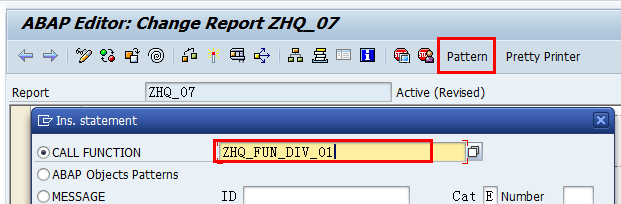 ABAP Editor: Change Report ZHQ_07
Pattern Pretty Printer
Report ZHQ_07 Active (Revised)
Ins. statement
CALL FUNCTION ZHQ_FUN_DIV_01
ABAP Objects Patterns
MESSAGE ID Cat E Number